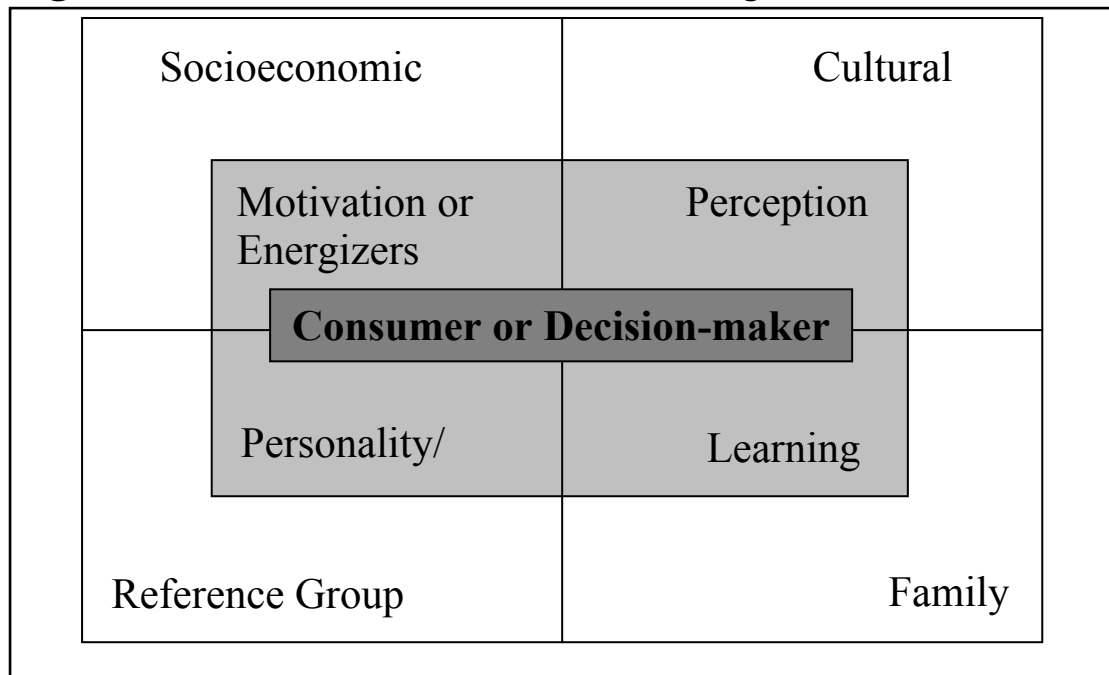 Socioeconomic
Cultural
Motivation or
Energizers
Perception
Consumer or Decision-maker
Personality/
Learning
Reference Group
Family